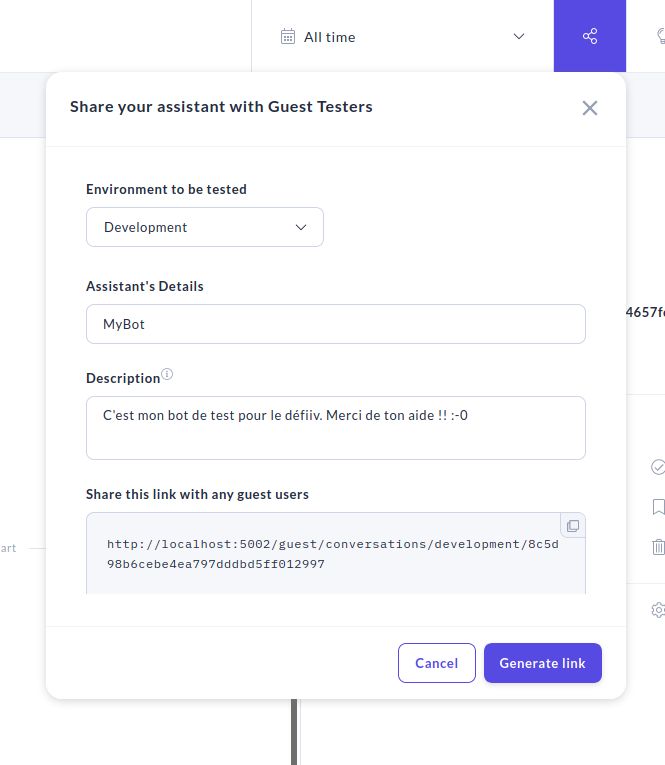 All time
Share your assistant with Guest Testers
Environment to be tested
Development
Assistant's Details
MyBot
4657f
Description
C'est mon bot de test pour le défiiv. Merci de ton aide !! :-0
Share this link with any guest users
http://localhost:5002/guest/conversations/development/8c5d
98b6cebe4ea797dddbd5ff012997
art
Cancel
Generate link